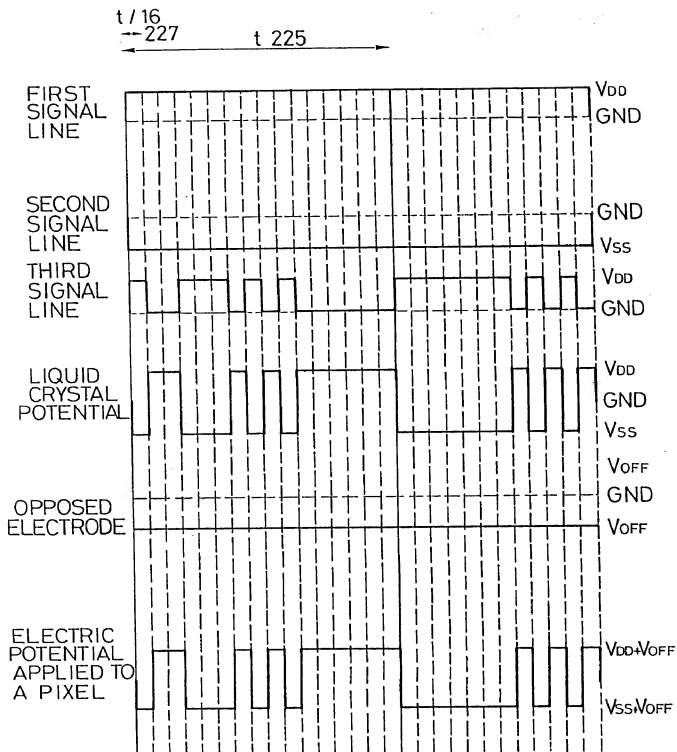 t / 16
227
t 225
FIRST
SIGNAL
LINE
VDD
GND
SECOND
SIGNAL
LINE
GND
VSS
THIRD
SIGNAL
LINE
VDD
GND
LIQUID
CRYSTAL
POTENTIAL
VDD
GND
VSS
VOFF
GND
OPPOSED
ELECTRODE
VOFF
ELECTRIC
POTENTIAL
APPLIED TO
A PIXEL
VDD+VOFF
VSS+VOFF